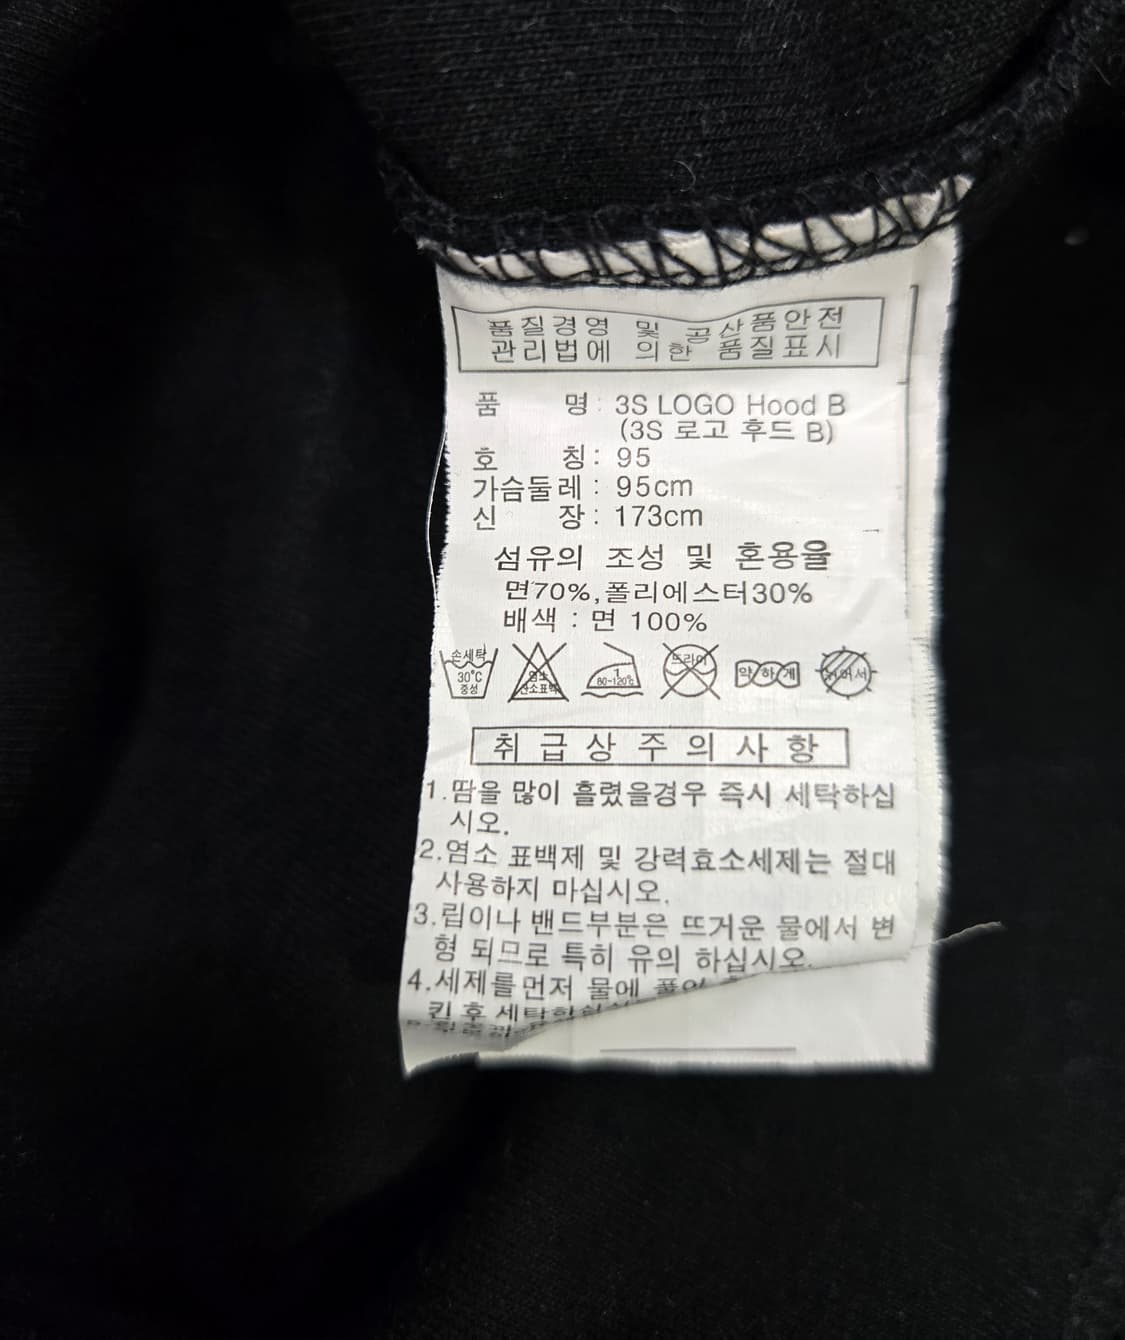 품질경영 및 공산품안전
관리법에 의한 품질표시
품 명: 3S LOGO Hood B
(3S 로고 후드 B)
호 칭: 95
가슴둘레: 95cm
신 장: 173cm
섬유의 조성 및 혼용율
면70%,폴리에스터30%
배색 : 면 100%
손세탁 30°C 중성 염소 산소표백 1 80~120℃ 드라이 약하게 뉘어서
취급상주의사항
1.땀을 많이 흘렸을경우 즉시 세탁하십
시오.
2.염소 표백제 및 강력효소세제는 절대
사용하지 마십시오.
3.립이나 밴드부분은 뜨거운 물에서 변
형 되므로 특히 유의 하십시오.
4.세제를먼저 물에 풀어
킨 후